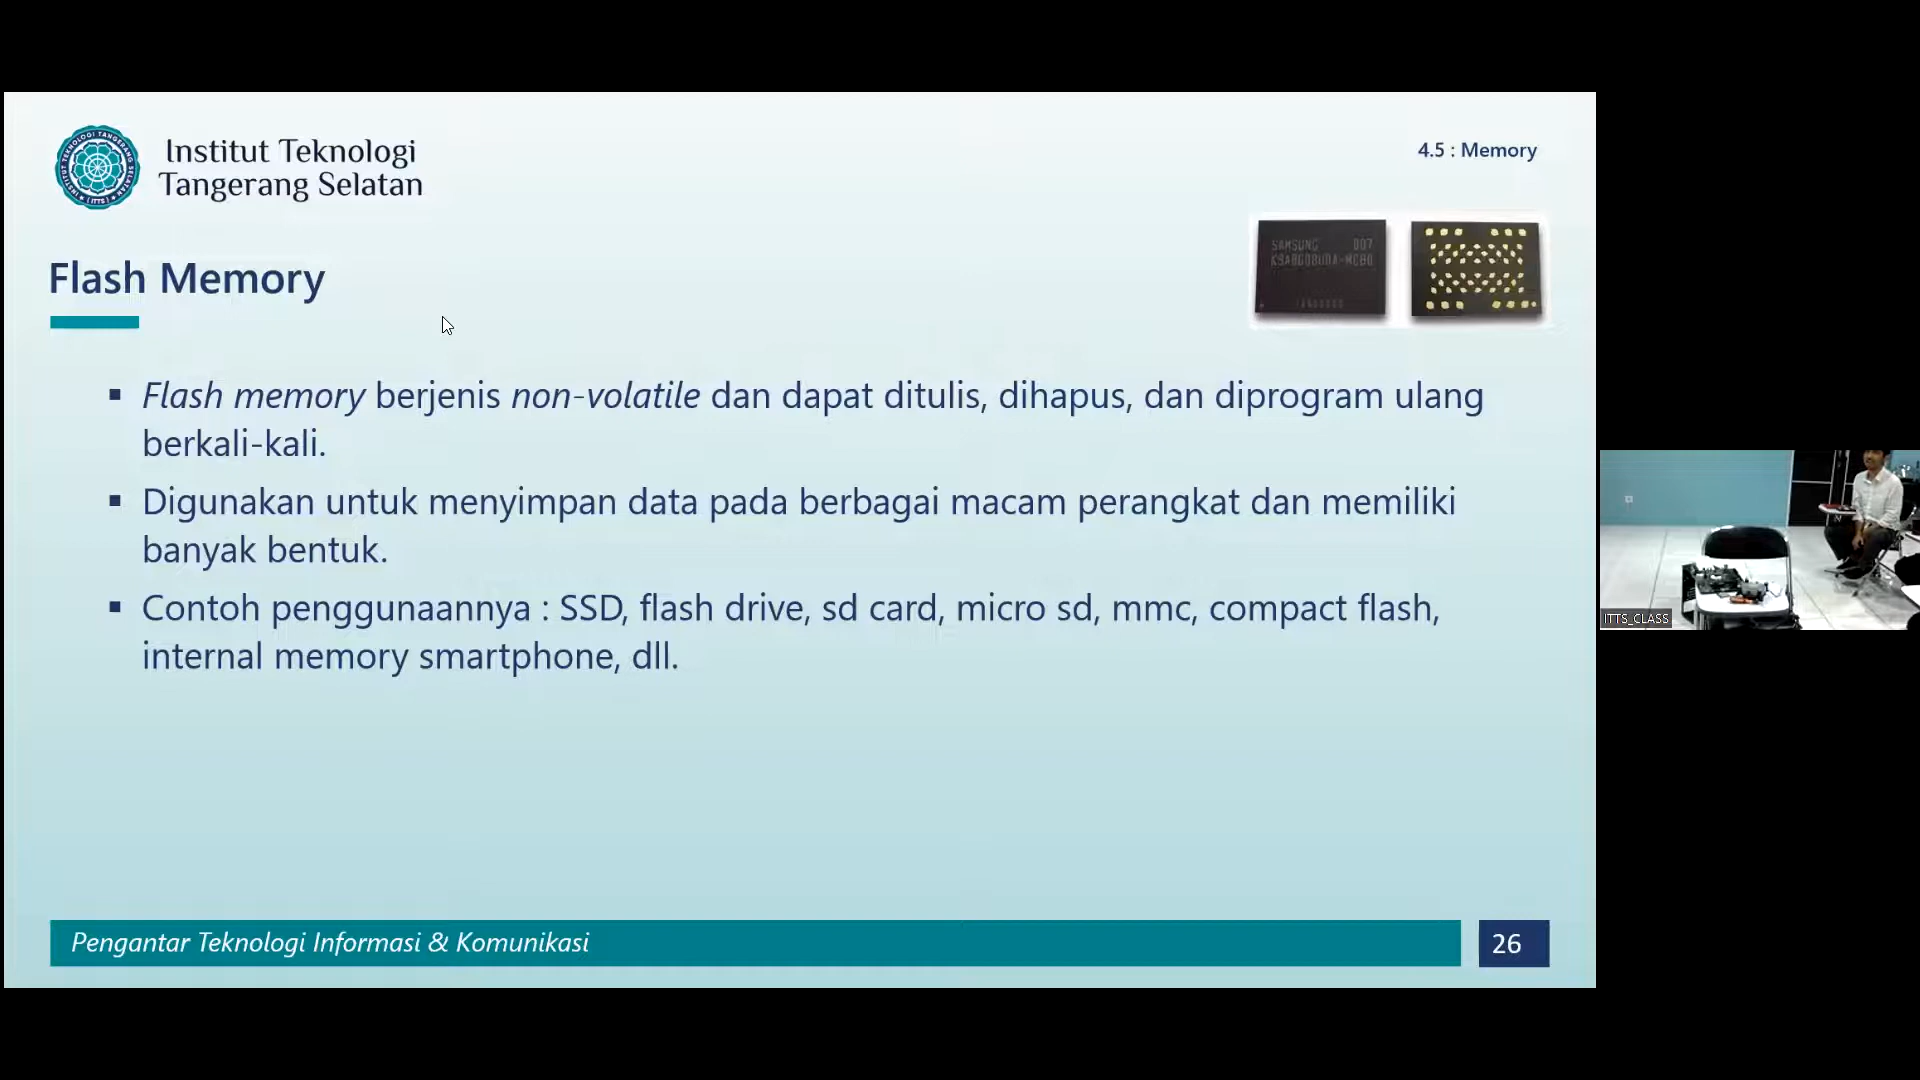 Institut Teknologi
Tangerang Selatan
4.5 : Memory
Flash Memory
SAMSUNG 007
▪ Flash memory berjenis non-volatile dan dapat ditulis, dihapus, dan diprogram ulang
berkali-kali.
▪ Digunakan untuk menyimpan data pada berbagai macam perangkat dan memiliki
banyak bentuk.
▪ Contoh penggunaannya : SSD, flash drive, sd card, micro sd, mmc, compact flash,
internal memory smartphone, dll.
Pengantar Teknologi Informasi & Komunikasi
26
ITTS_CLASS